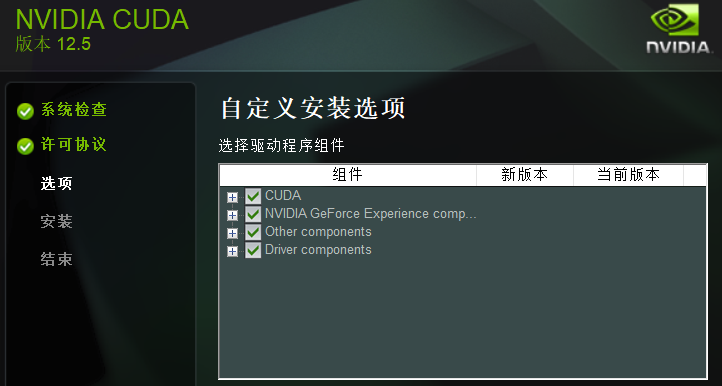 NVIDIA CUDA
版本 12.5
NVIDIA.
系统检查
许可协议
选项
安装
结束
自定义安装选项
选择驱动程序组件
组件 新版本 当前版本
CUDA
NVIDIA GeForce Experience comp...
Other components
Driver components